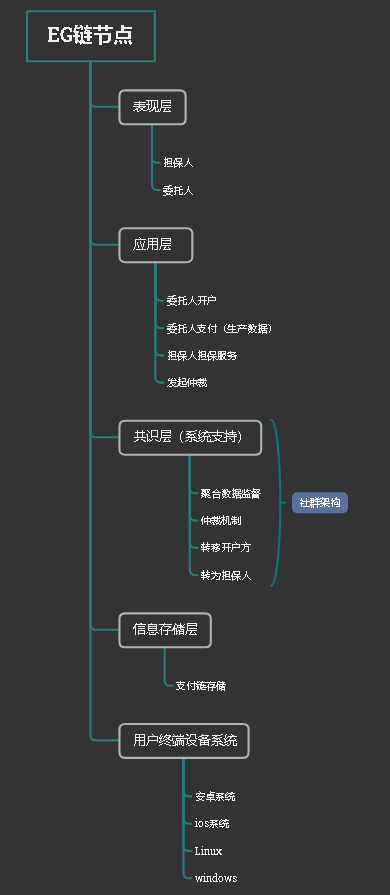 EG链节点
表现层
担保人
委托人
应用层
委托人开户
委托人支付（生产数据）
担保人担保服务
发起仲裁
共识层（系统支持）
聚合数据监督
仲裁机制
社群架构
转移开户方
转为担保人
信息存储层
支付链存储
用户终端设备系统
安卓系统
ios系统
Linux
windows